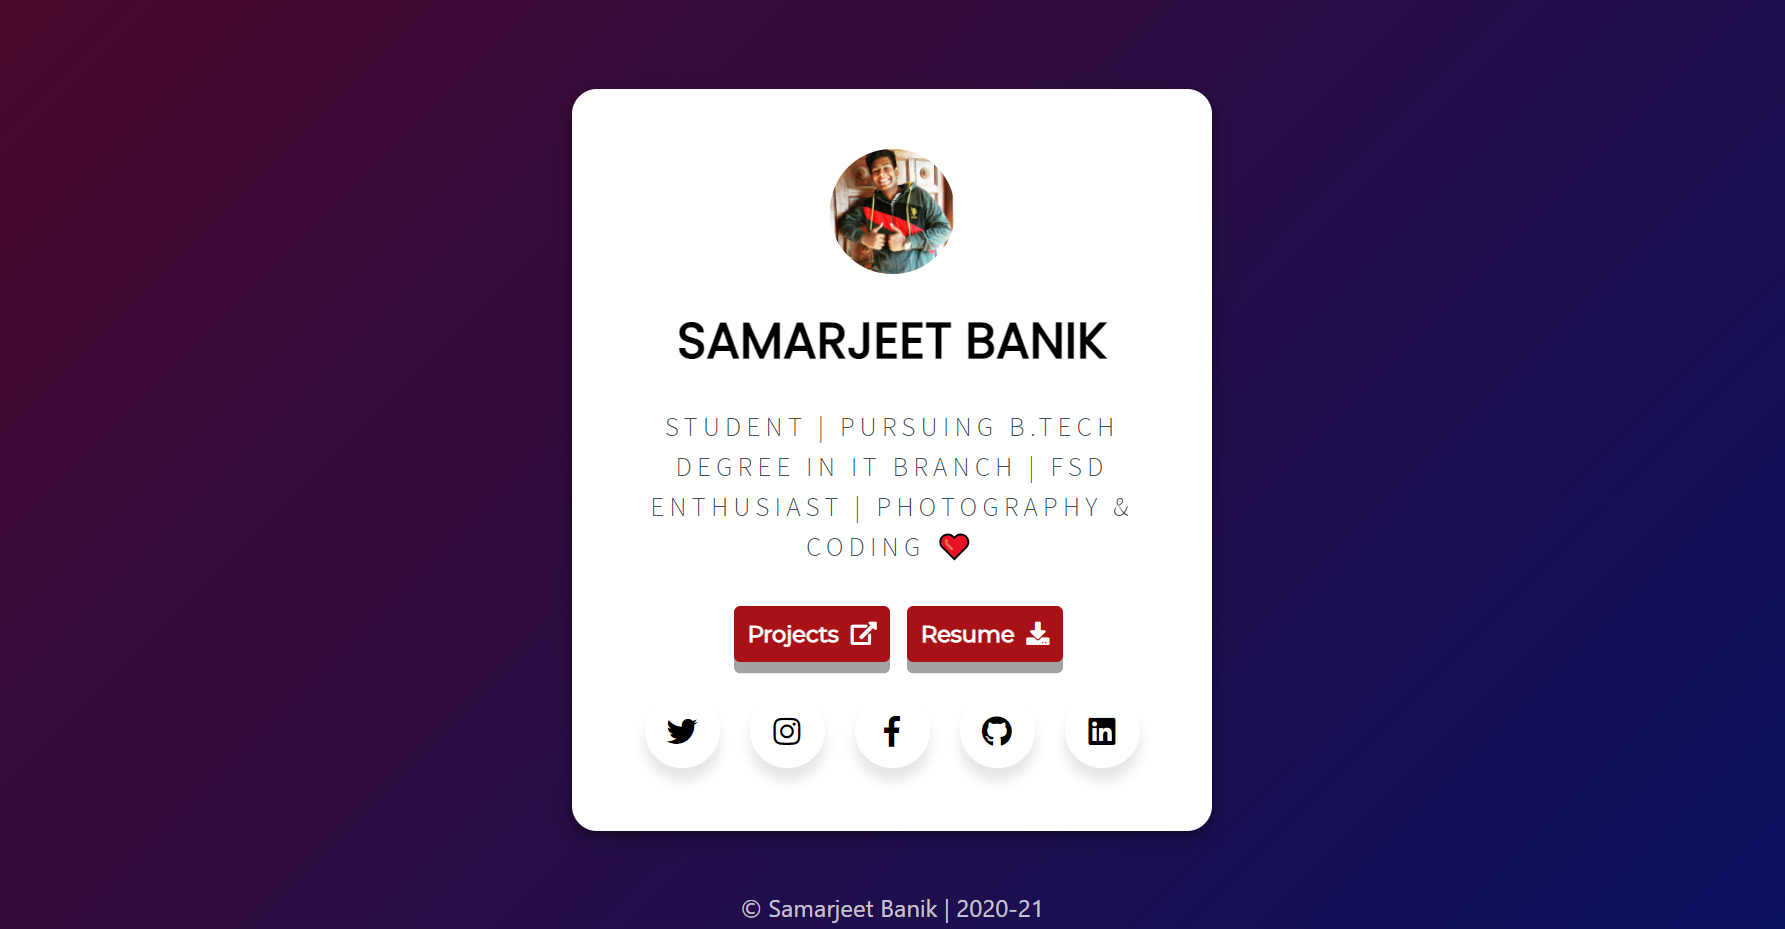 SAMARJEET BANIK
STUDENT | PURSUING B.TECH
DEGREE IN IT BRANCH | FSD
ENTHUSIAST | PHOTOGRAPHY &
CODING ❤
Projects Resume
© Samarjeet Banik | 2020-21